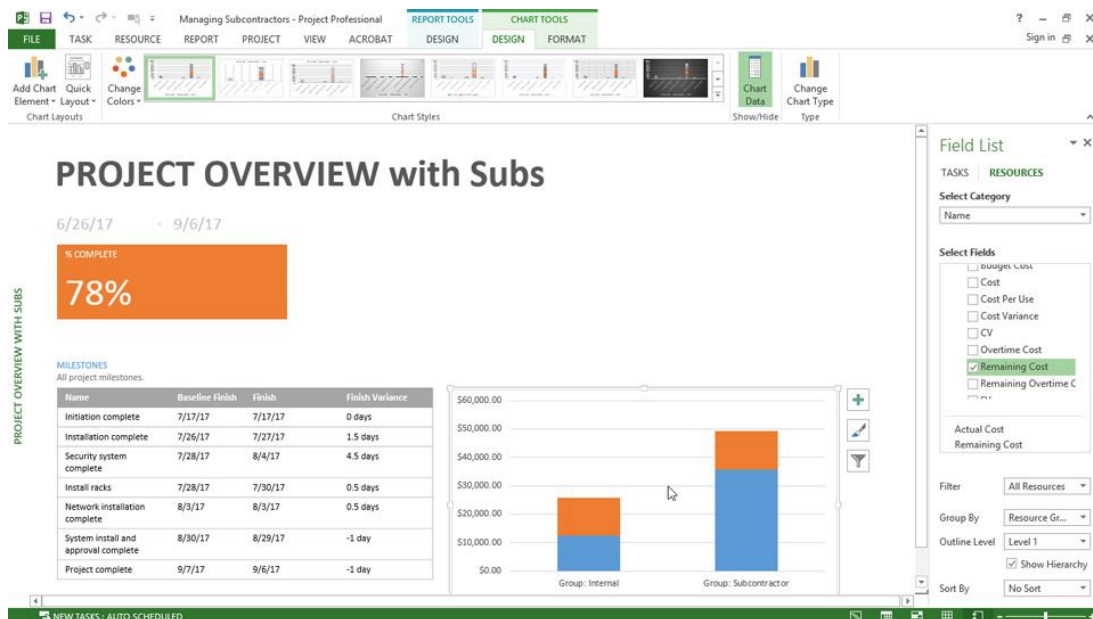 Managing Subcontractors - Project Professional
REPORT TOOLS
CHART TOOLS
?
Sign in
FILE TASK RESOURCE REPORT PROJECT VIEW ACROBAT DESIGN DESIGN FORMAT
Add Chart Element
Quick Layout
Change Colors
Chart Data
Change Chart Type
Chart Layouts
Chart Styles
Show/Hide
Type
PROJECT OVERVIEW WITH SUBS
PROJECT OVERVIEW with Subs
6/26/17 - 9/6/17
% COMPLETE
78%
MILESTONES
All project milestones.
Name Baseline Finish Finish Finish Variance
Initiation complete 7/17/17 7/17/17 0 days
Installation complete 7/26/17 7/27/17 1.5 days
Security system complete 7/28/17 8/4/17 4.5 days
Install racks 7/28/17 7/30/17 0.5 days
Network installation complete 8/3/17 8/3/17 0.5 days
System install and approval complete 8/30/17 8/29/17 -1 day
Project complete 9/7/17 9/6/17 -1 day
$60,000.00
$50,000.00
$40,000.00
$30,000.00
$20,000.00
$10,000.00
$0.00
Group: Internal
Group: Subcontractor
Field List
TASKS RESOURCES
Select Category
Name
Select Fields
Budget Cost
Cost
Cost Per Use
Cost Variance
CV
Overtime Cost
Remaining Cost
Remaining Overtime C
Actual Cost
Remaining Cost
Filter All Resources
Group By Resource Gr...
Outline Level Level 1
Show Hierarchy
Sort By No Sort
NEW TASKS : AUTO SCHEDULED